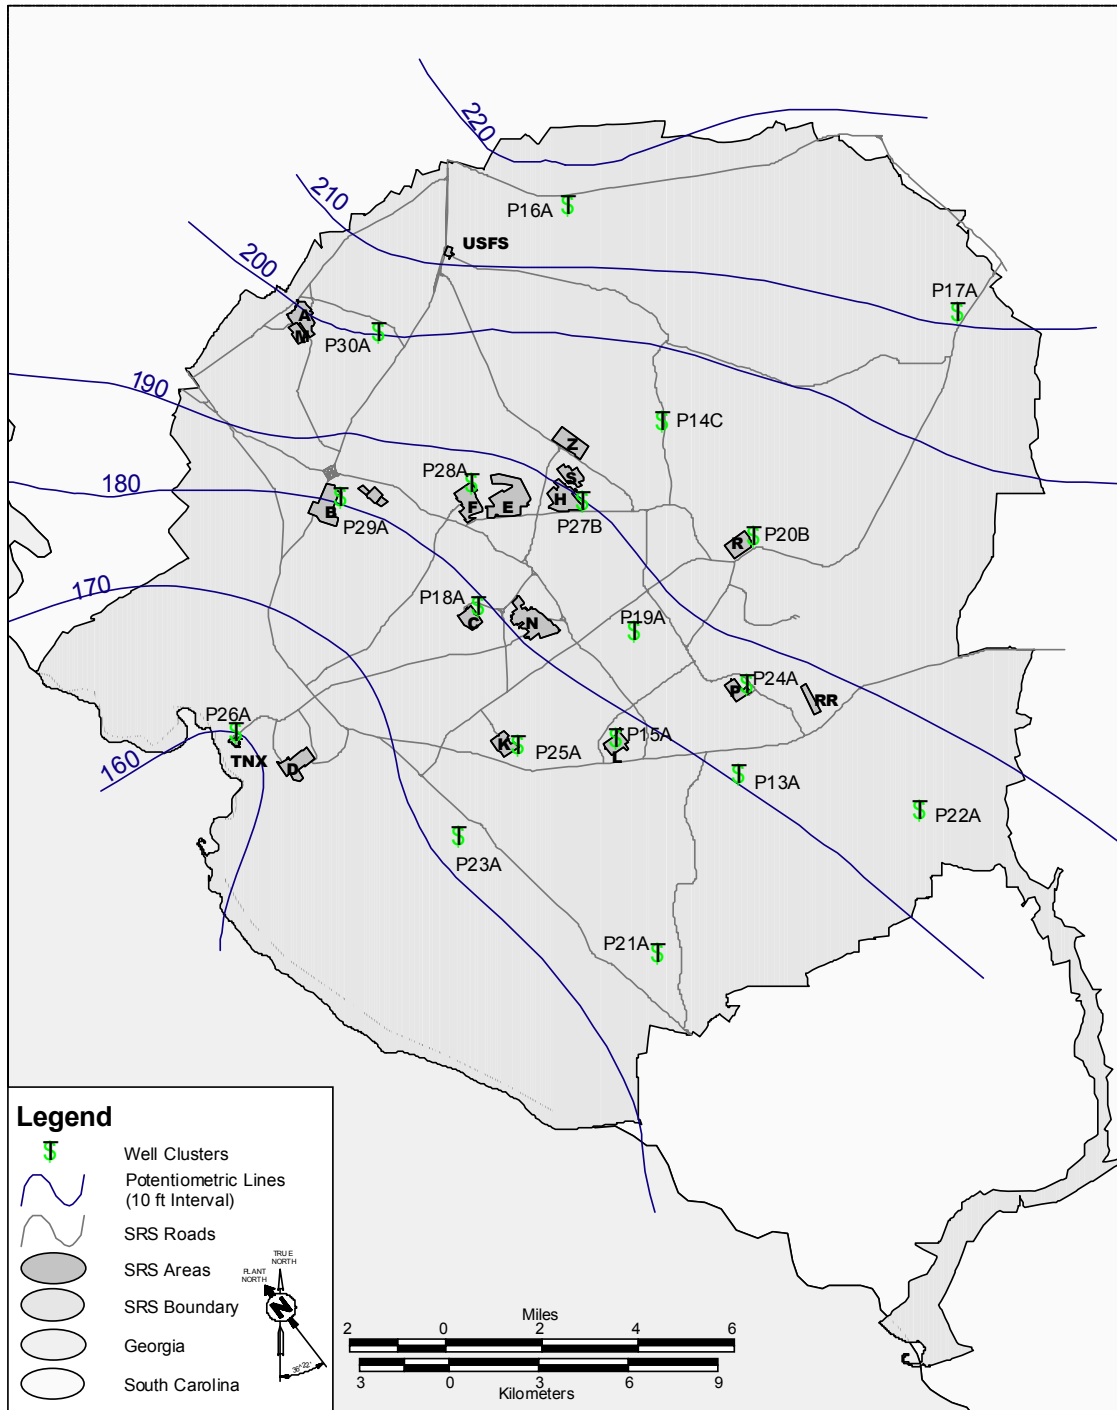 220
P16A
210
USFS
200
P17A
A
M
P30A
190
P14C
Z
180
P28A
S
B
F
E
H
P29A
P27B
P20B
R
170
P18A
C
N
P19A
P24A
P
RR
P26A
160
TNX
D
K
P25A
P15A
L
P13A
P22A
P23A
P21A
Legend
Well Clusters
Potentiometric Lines
(10 ft Interval)
SRS Roads
SRS Areas
SRS Boundary
Georgia
South Carolina
TRUE
NORTH
PLANT
NORTH
N
36°22'
Miles
2 0 2 4 6
3 0 3 6 9
Kilometers